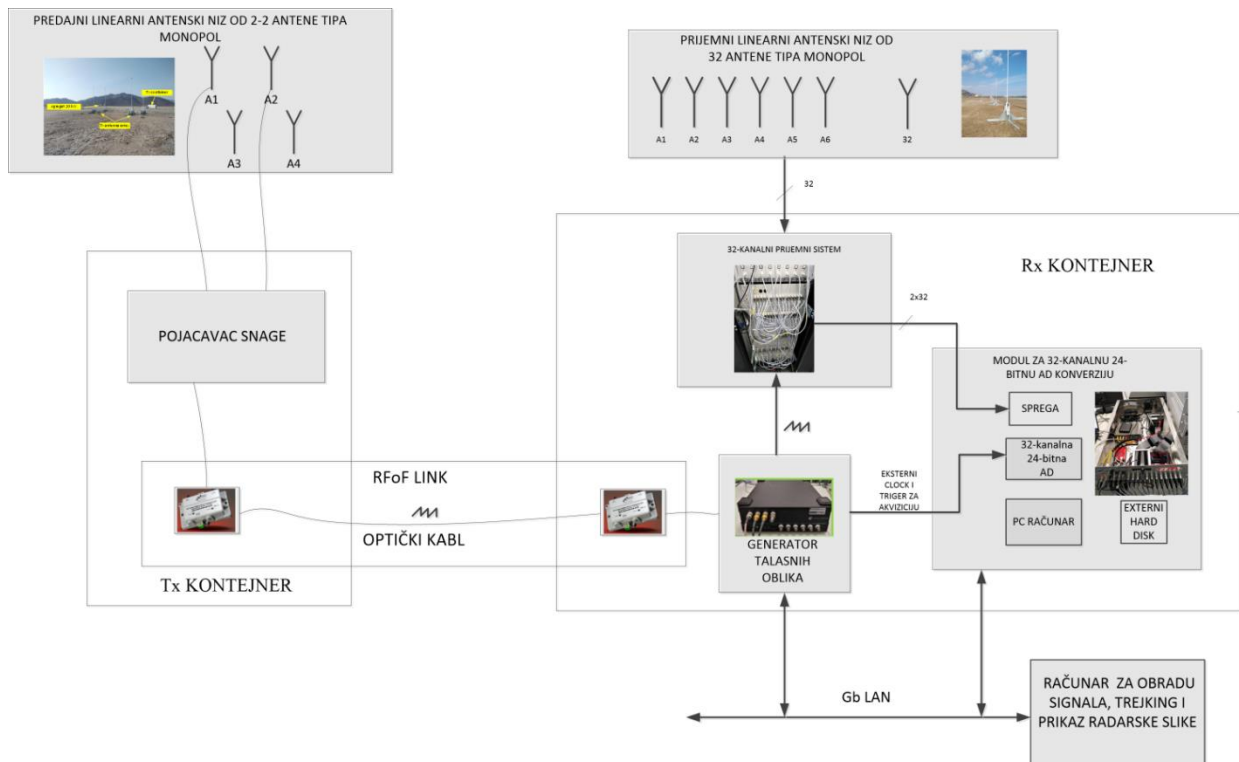 PREDAJNI LINEARNI ANTENSKI NIZ OD 2-2 ANTENE TIPA
MONOPOL
A1
A2
A3
A4
PRIJEMNI LINEARNI ANTENSKI NIZ OD
32 ANTENE TIPA MONOPOL
A1
A2
A3
A4
A5
A6
32
32
POJACAVAC SNAGE
RFoF LINK
OPTIČKI KABL
Tx KONTEJNER
Rx KONTEJNER
32-KANALNI PRIJEMNI SISTEM
2x32
GENERATOR
TALASNIH
OBLIKA
EKSTERNI
CLOCK I
TRIGER ZA
AKVIZICIJU
MODUL ZA 32-KANALNU 24-
BITNU AD KONVERZIJU
SPREGA
32-kanalna
24-bitna
AD
PC RAČUNAR
EXTERNI
HARD
DISK
Gb LAN
RAČUNAR ZA OBRADU
SIGNALA, TREJKING I
PRIKAZ RADARSKE SLIKE